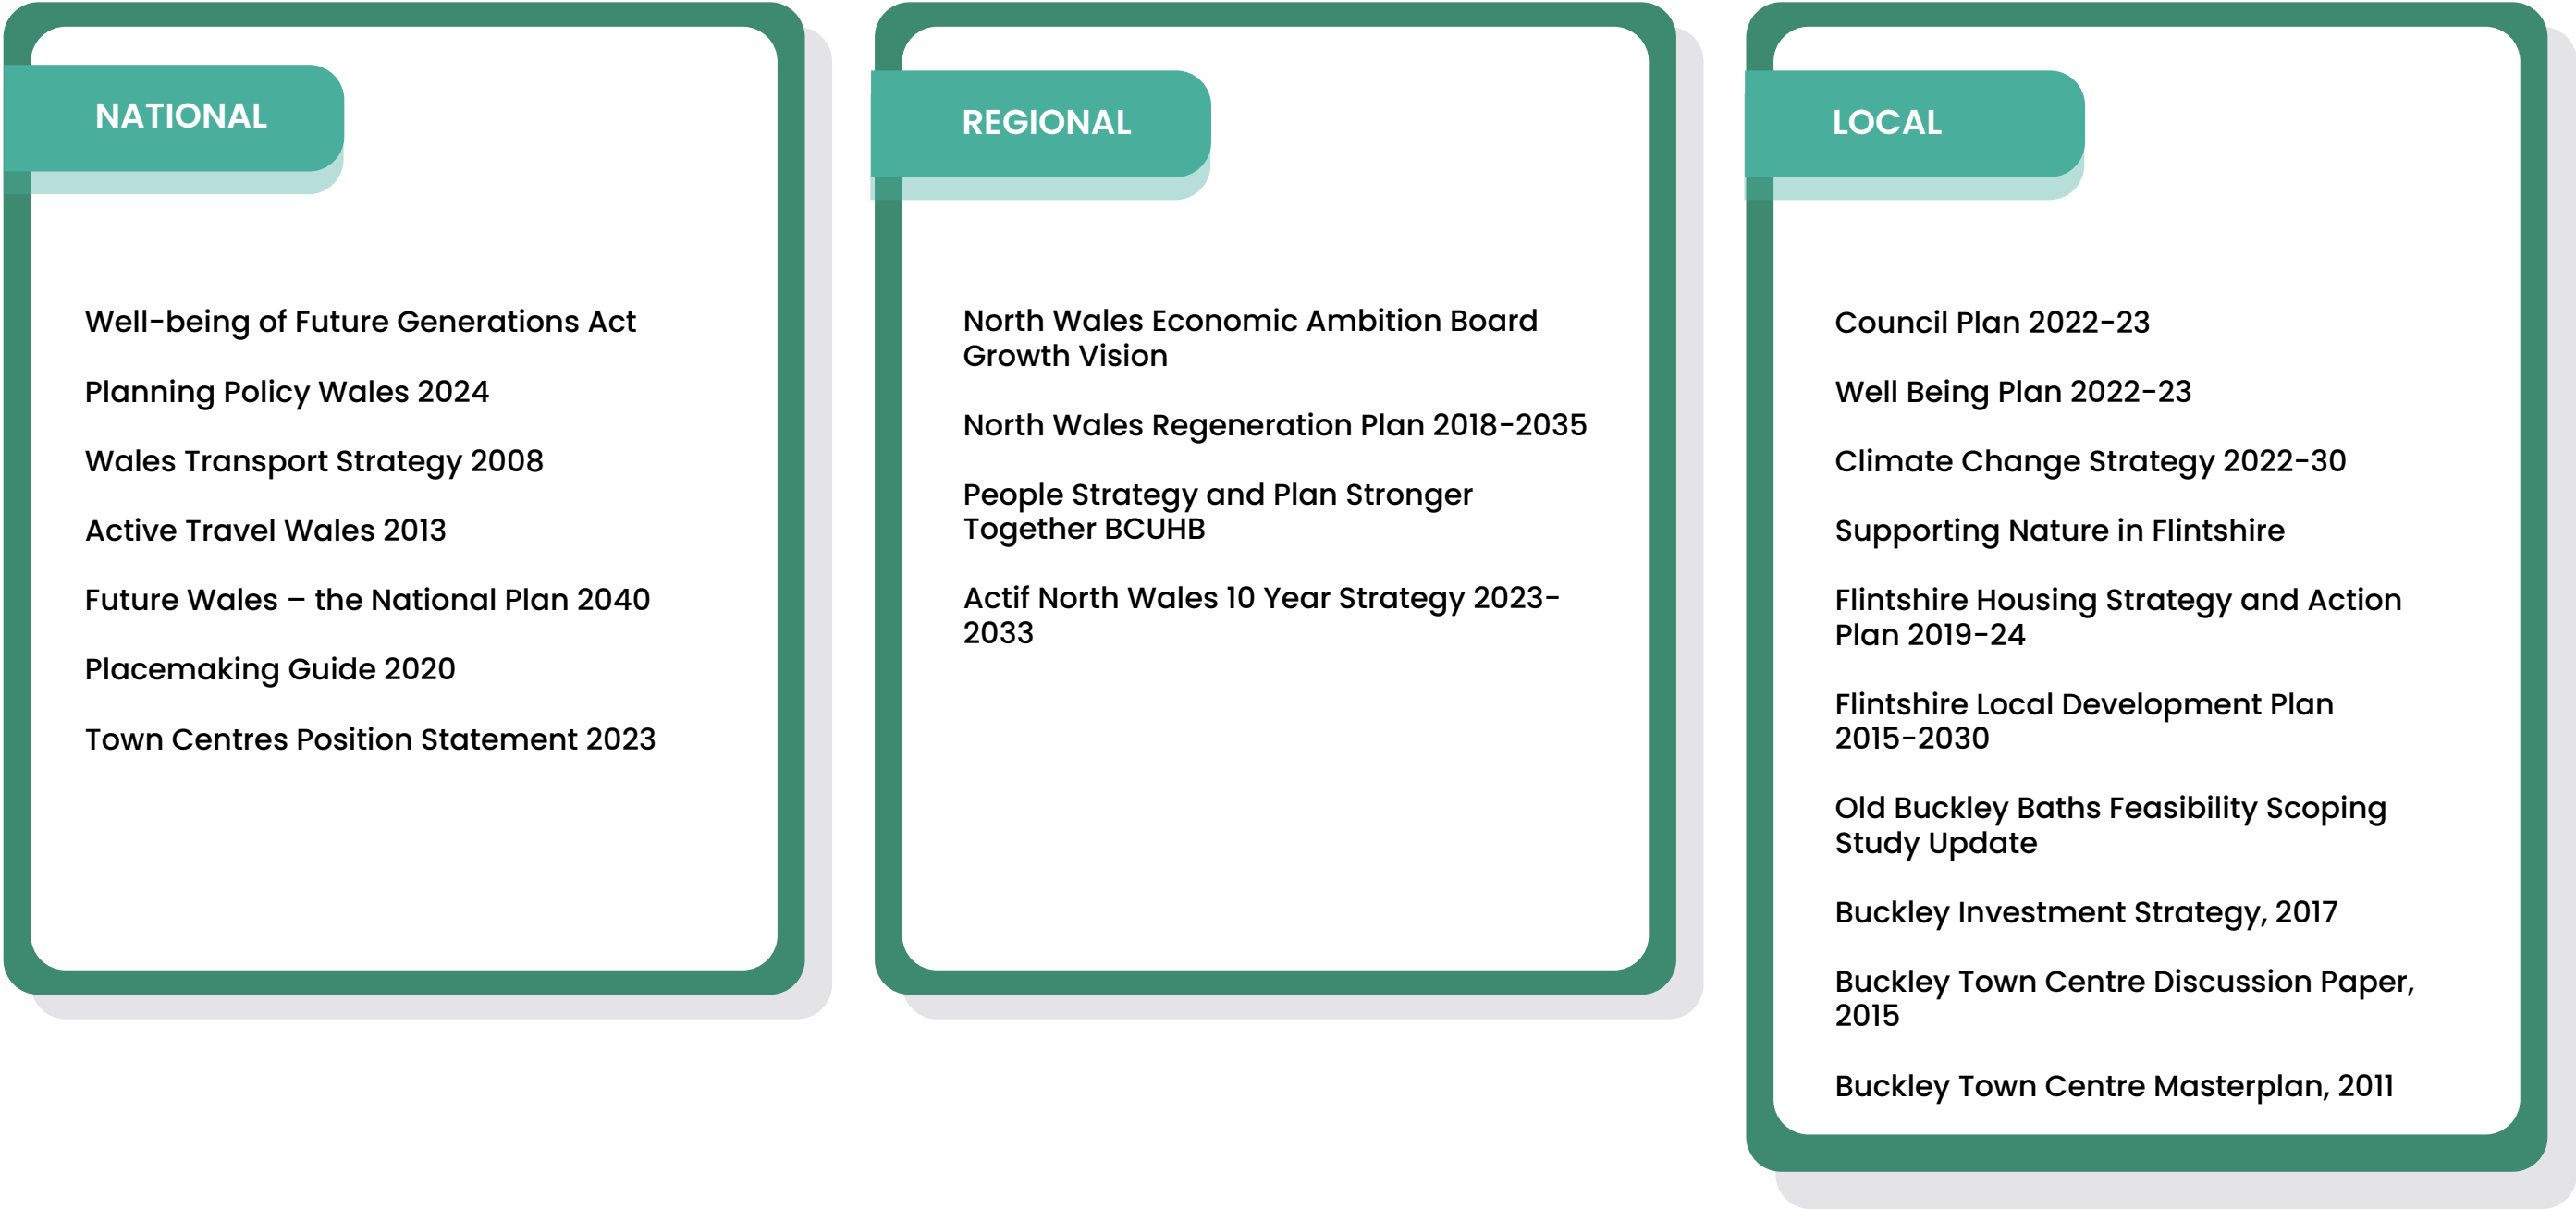 NATIONAL
Well-being of Future Generations Act
Planning Policy Wales 2024
Wales Transport Strategy 2008
Active Travel Wales 2013
Future Wales – the National Plan 2040
Placemaking Guide 2020
Town Centres Position Statement 2023
REGIONAL
North Wales Economic Ambition Board
Growth Vision
North Wales Regeneration Plan 2018-2035
People Strategy and Plan Stronger
Together BCUHB
Actif North Wales 10 Year Strategy 2023-
2033
LOCAL
Council Plan 2022-23
Well Being Plan 2022-23
Climate Change Strategy 2022-30
Supporting Nature in Flintshire
Flintshire Housing Strategy and Action
Plan 2019-24
Flintshire Local Development Plan
2015-2030
Old Buckley Baths Feasibility Scoping
Study Update
Buckley Investment Strategy, 2017
Buckley Town Centre Discussion Paper,
2015
Buckley Town Centre Masterplan, 2011